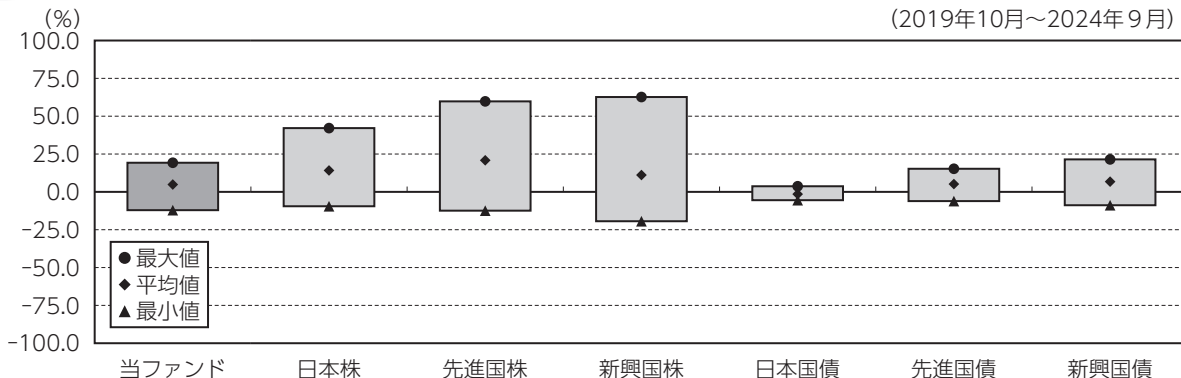 (%)
(2019年10月～2024年９月)
100.0
75.0
50.0
25.0
0.0
-25.0
-50.0
-75.0
-100.0
●最大値
◆平均値
▲最小値
当ファンド 日本株 先進国株 新興国株 日本国債 先進国債 新興国債